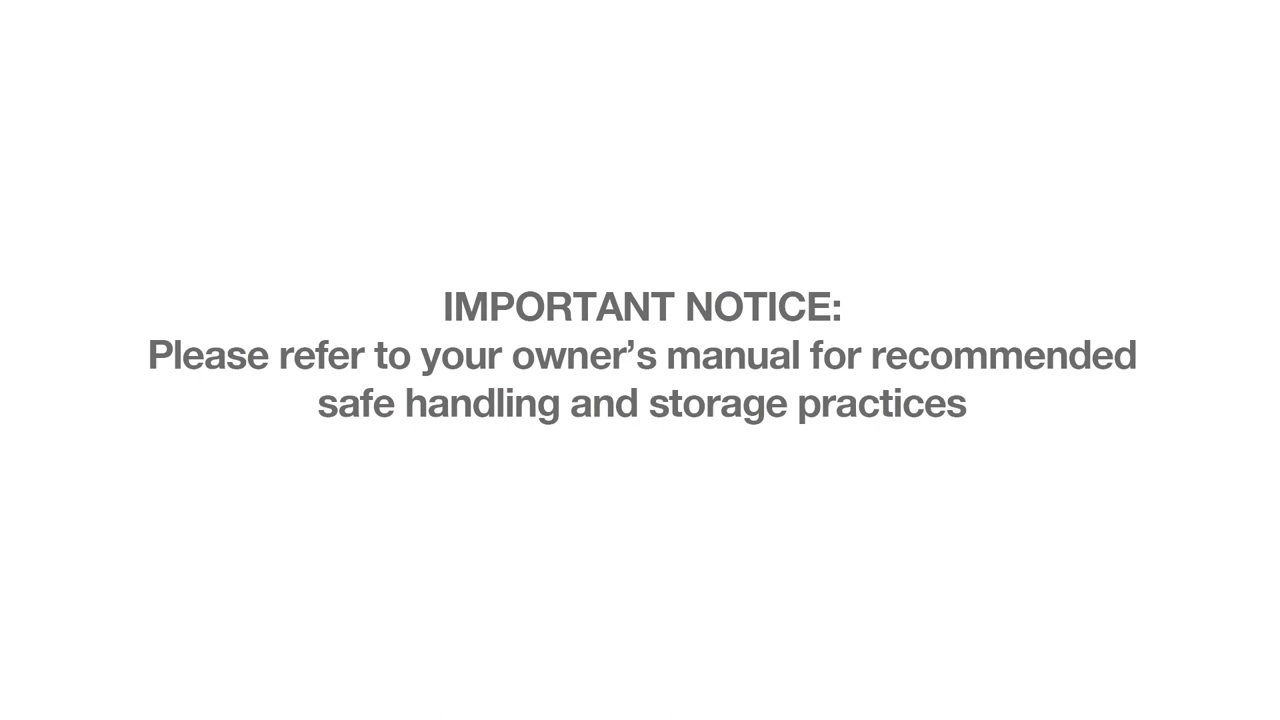 IMPORTANT NOTICE:
Please refer to your owner’s manual for recommended
safe handling and storage practices